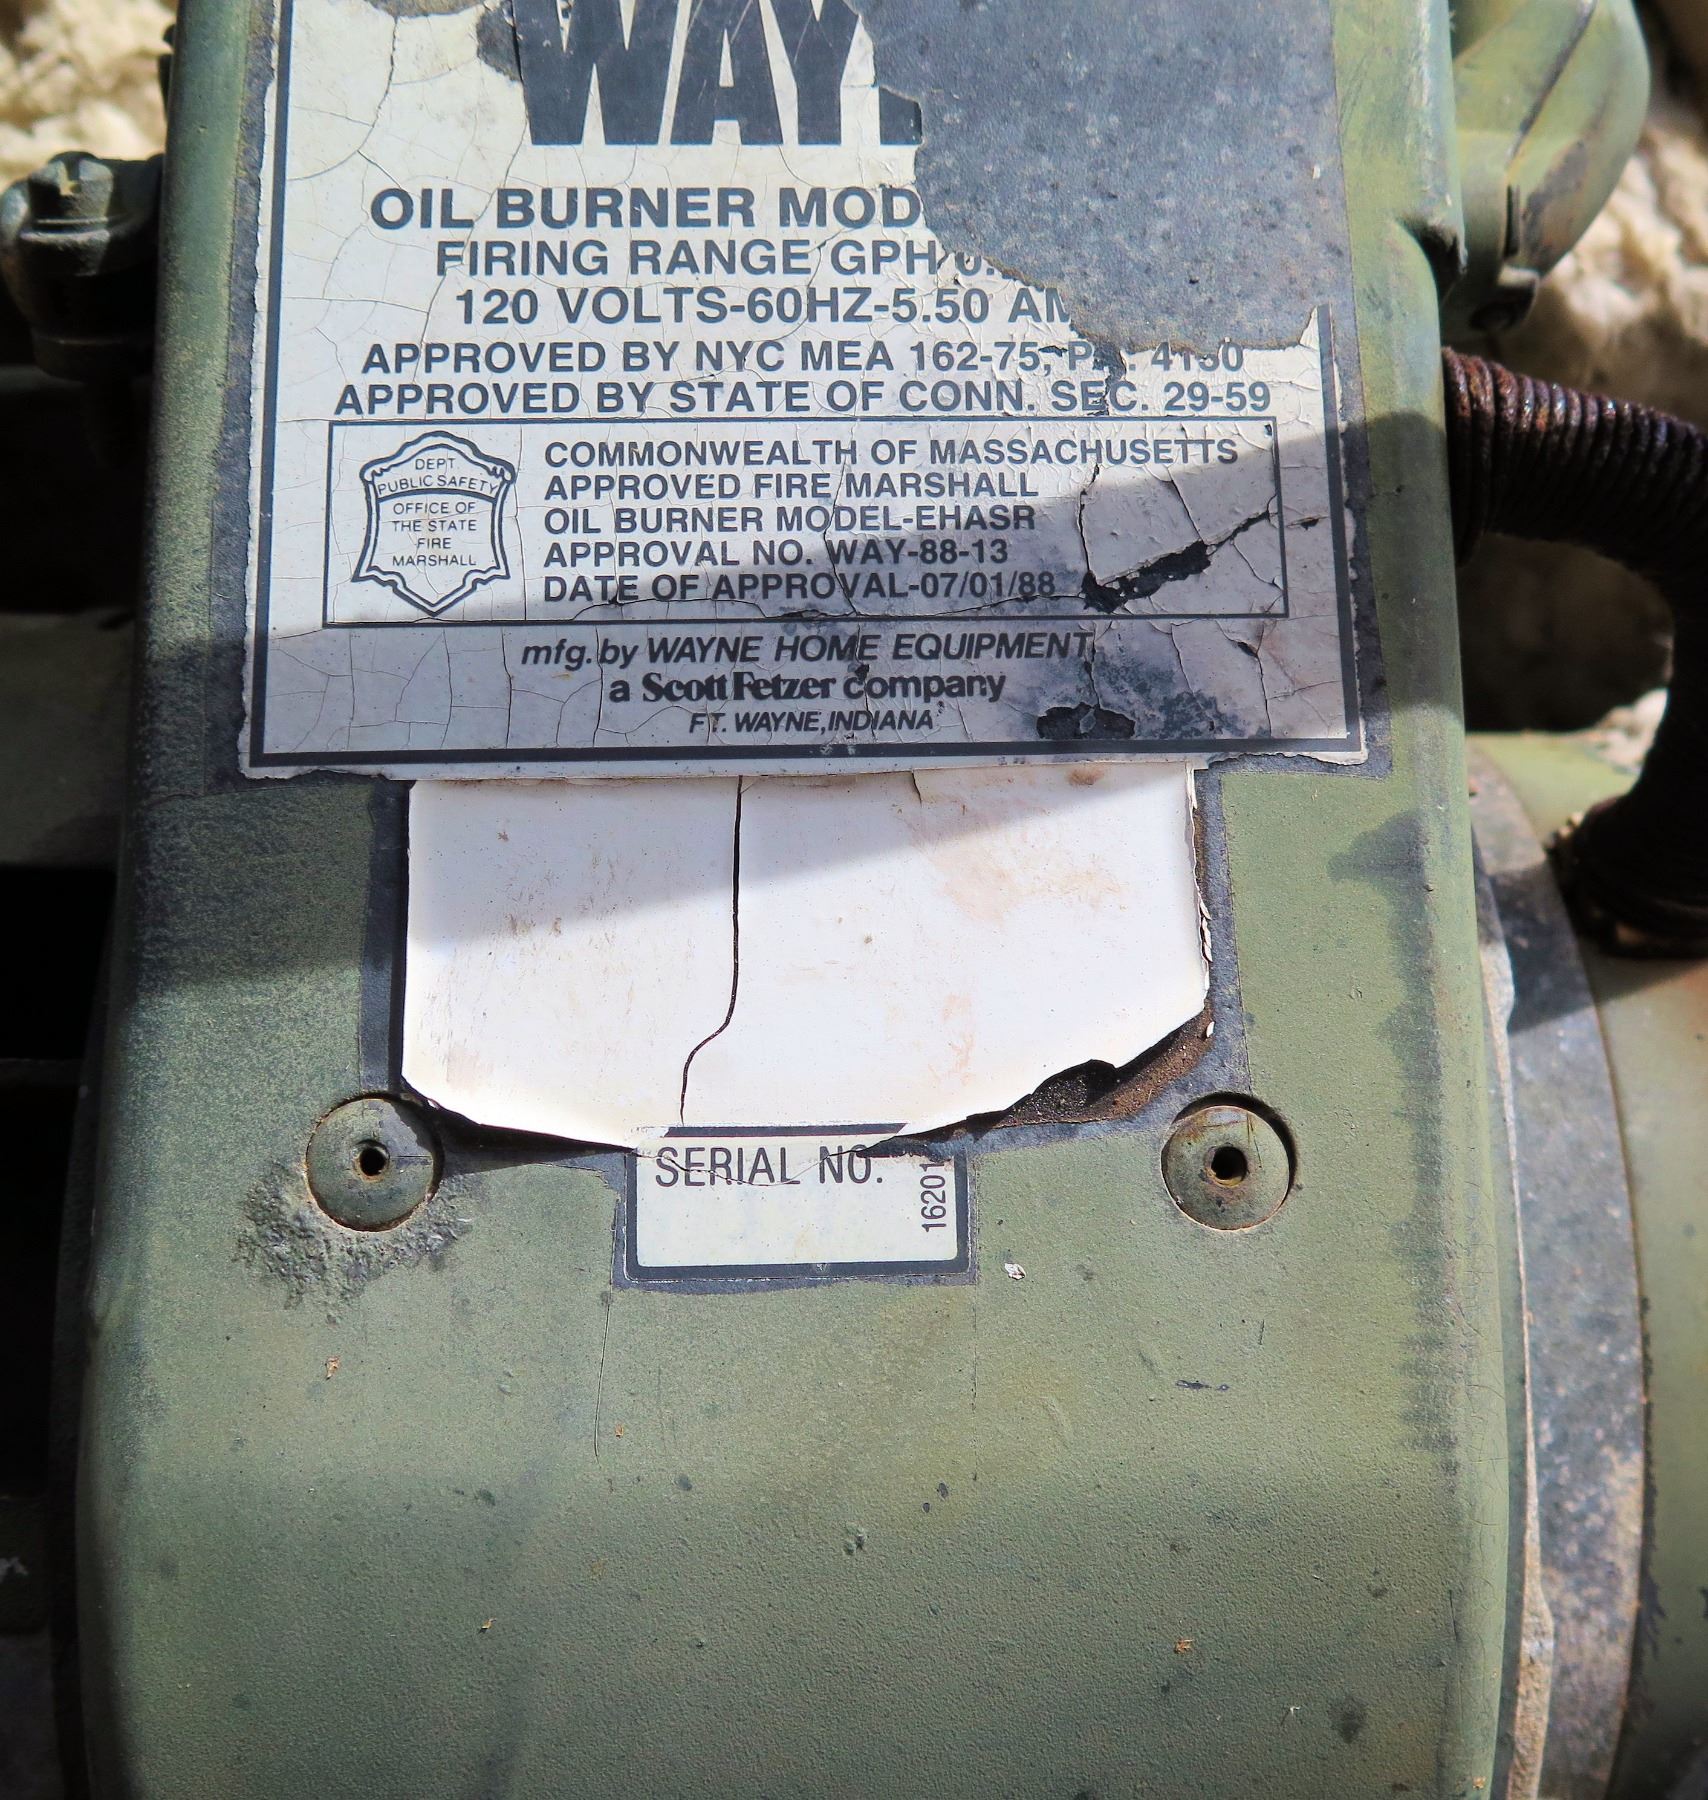 WAY
OIL BURNER MOD
FIRING RANGE GPH 0.
120 VOLTS-60HZ-5.50 AM
APPROVED BY NYC MEA 162-75,
APPROVED BY STATE OF CONN. SEC. 29-59
DEPT.
PUBLIC SAFETY
OFFICE OF
THE STATE
FIRE
MARSHALL
COMMONWEALTH OF MASSACHUSETTS
APPROVED FIRE MARSHALL
OIL BURNER MODEL-EHASR
APPROVAL NO. WAY-88-13
DATE OF APPROVAL-07/01/88
mfg. by WAYNE HOME EQUIPMENT
a Scott Fetzer company
FT. WAYNE, INDIANA
SERIAL NO.
16201